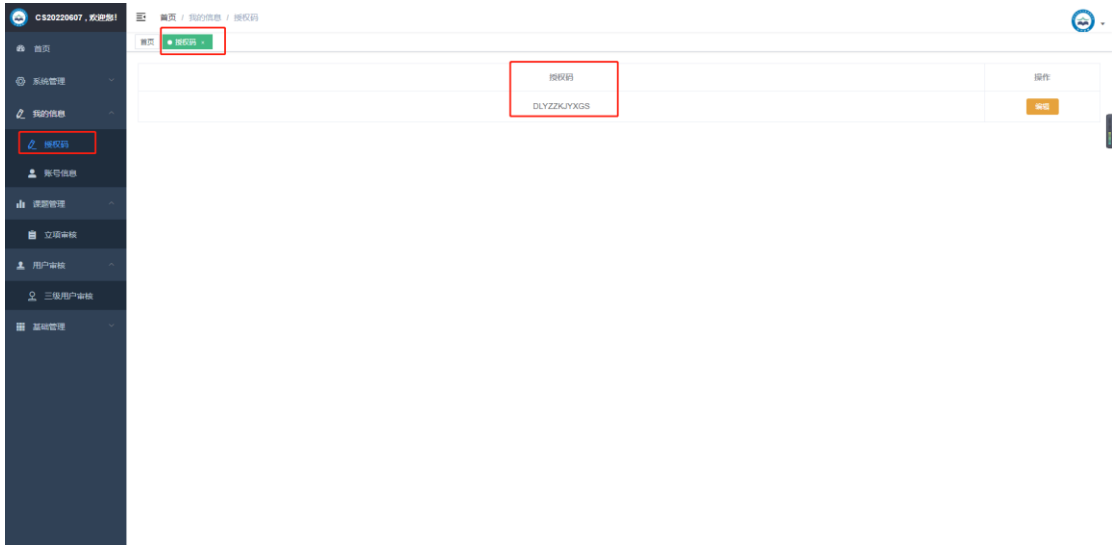 CS20220607，欢迎您!
首页 / 我的信息 / 授权码
首页
授权码 ×
首页
系统管理
我的信息
授权码
账号信息
课题管理
立项审核
用户审核
三级用户审核
基础管理
授权码 操作
DLYZZKJYXGS 编辑